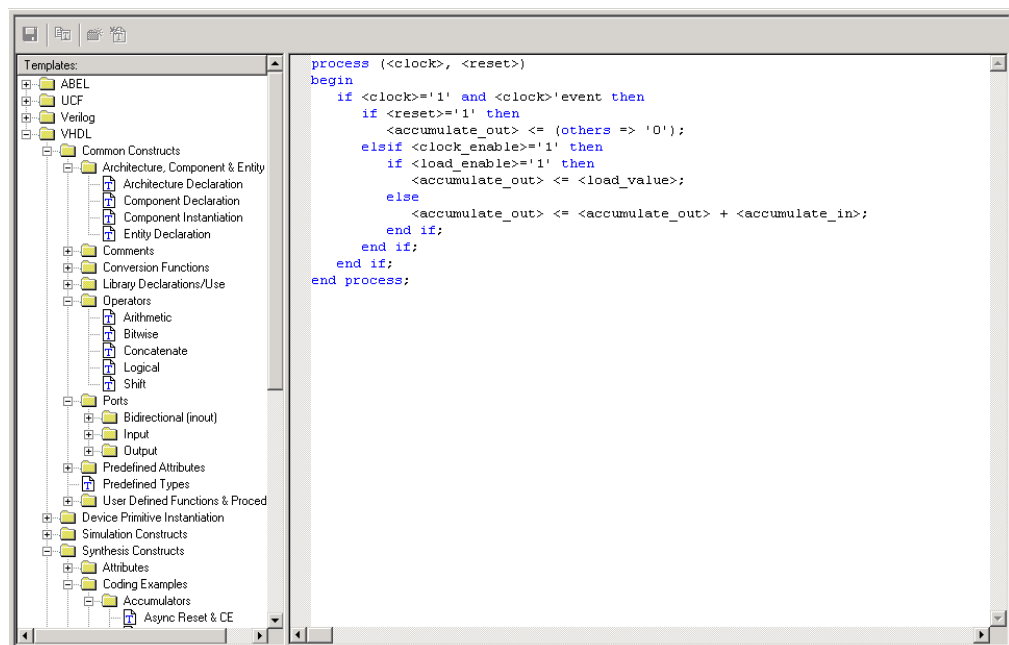 Templates:
ABEL
UCF
Verilog
VHDL
Common Constructs
Architecture, Component & Entity
Architecture Declaration
Component Declaration
Component Instantiation
Entity Declaration
Comments
Conversion Functions
Library Declarations/Use
Operators
Arithmetic
Bitwise
Concatenate
Logical
Shift
Ports
Bidirectional (inout)
Input
Output
Predefined Attributes
Predefined Types
User Defined Functions & Proced
Device Primitive Instantiation
Simulation Constructs
Synthesis Constructs
Attributes
Coding Examples
Accumulators
Async Reset & CE
process (<clock>, <reset>)
begin
   if <clock>='1' and <clock>'event then
      if <reset>='1' then
         <accumulate_out> <= (others => '0');
      elsif <clock_enable>='1' then
         if <load_enable>='1' then
            <accumulate_out> <= <load_value>;
         else
            <accumulate_out> <= <accumulate_out> + <accumulate_in>;
         end if;
      end if;
   end if;
end process;